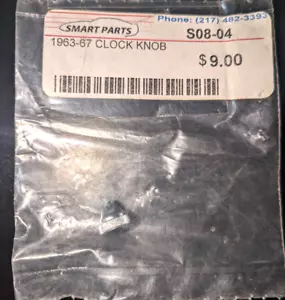 Phone: (217) 482-3393
SMART PARTS
S08-04
1963-67 CLOCK KNOB
$9.00